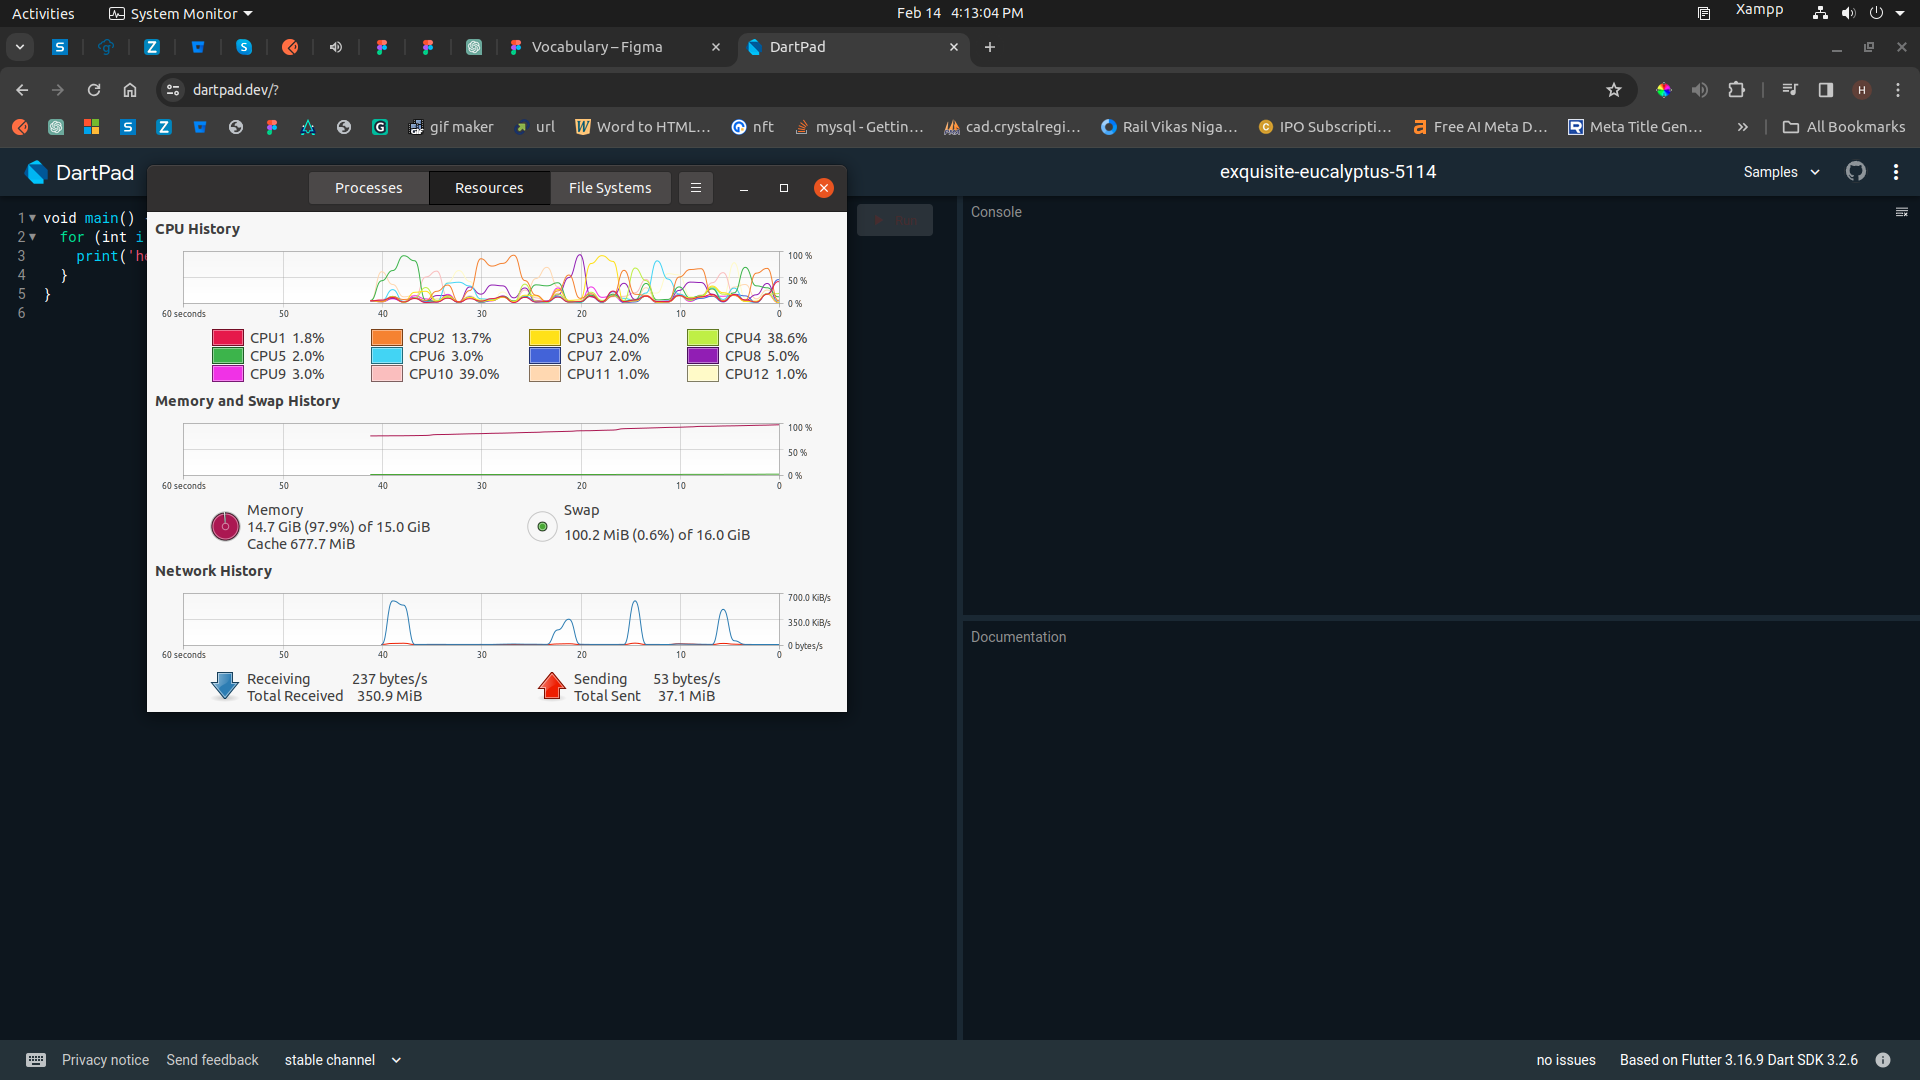 Activities System Monitor Feb 14 4:13:04 PM Xampp
Vocabulary – Figma DartPad
dartpad.dev/? H
gif maker url Word to HTML... nft mysql - Gettin... cad.crystalregi... Rail Vikas Niga... IPO Subscripti... Free AI Meta D... Meta Title Gen... All Bookmarks
DartPad exquisite-eucalyptus-5114 Samples
Processes Resources File Systems
1 void main()
2 for (int i
3 print('he
4 }
5 }
6
Console
CPU History
100 %
50 %
0 %
60 seconds 50 40 30 20 10 0
CPU1 1.8% CPU2 13.7% CPU3 24.0% CPU4 38.6%
CPU5 2.0% CPU6 3.0% CPU7 2.0% CPU8 5.0%
CPU9 3.0% CPU10 39.0% CPU11 1.0% CPU12 1.0%
Memory and Swap History
100 %
50 %
0 %
60 seconds 50 40 30 20 10 0
Memory
14.7 GiB (97.9%) of 15.0 GiB
Cache 677.7 MiB
Swap
100.2 MiB (0.6%) of 16.0 GiB
Network History
700.0 KiB/s
350.0 KiB/s
0 bytes/s
60 seconds 50 40 30 20 10 0
Receiving 237 bytes/s
Total Received 350.9 MiB
Sending 53 bytes/s
Total Sent 37.1 MiB
Documentation
Privacy notice Send feedback stable channel no issues Based on Flutter 3.16.9 Dart SDK 3.2.6